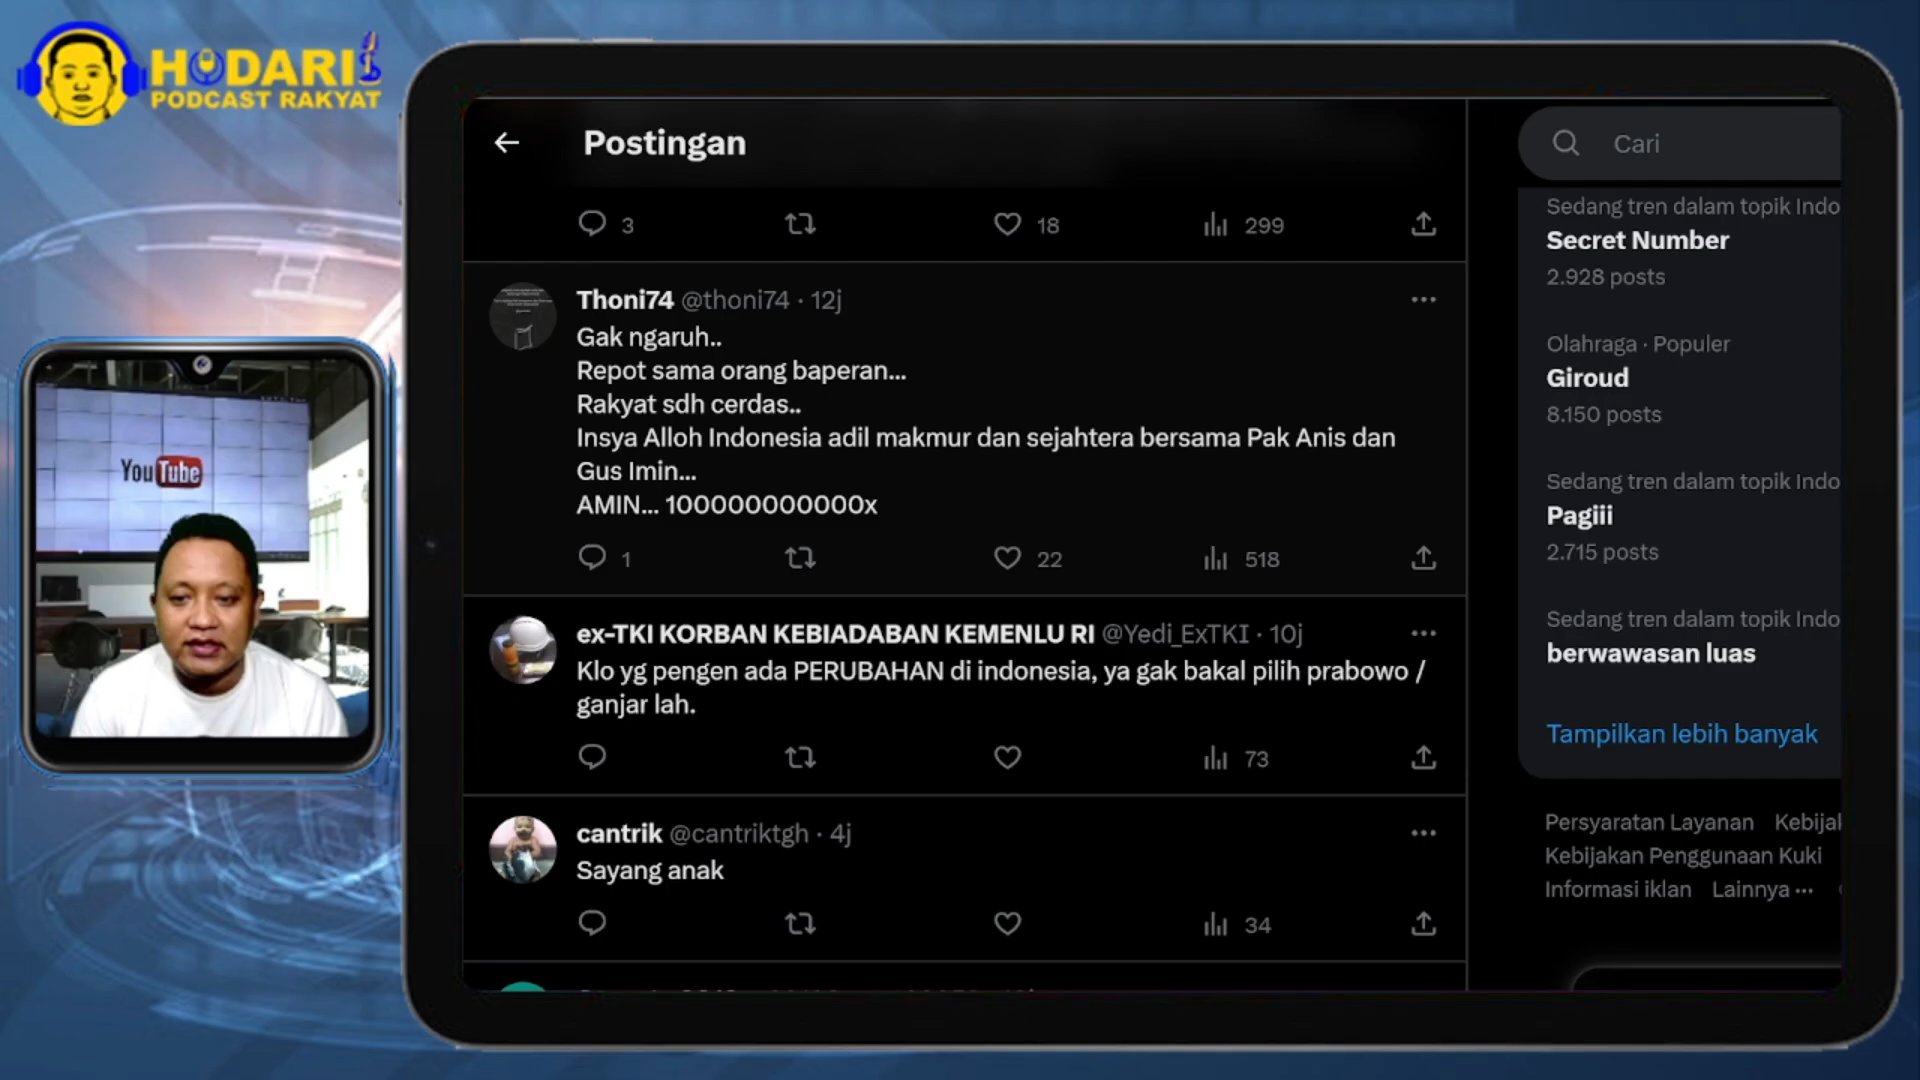 HODARI
PODCAST RAKYAT
YouTube
Postingan
3 18 299
Thoni74 @thoni74 · 12j
Gak ngaruh..
Repot sama orang baperan...
Rakyat sdh cerdas..
Insya Alloh Indonesia adil makmur dan sejahtera bersama Pak Anis dan
Gus Imin...
AMIN... 100000000000x
1 22 518
ex-TKI KORBAN KEBIADABAN KEMENLU RI @Yedi_ExTKI · 10j
Klo yg pengen ada PERUBAHAN di indonesia, ya gak bakal pilih prabowo /
ganjar lah.
73
cantrik @cantriktgh · 4j
Sayang anak
34
Cari
Sedang tren dalam topik Indo
Secret Number
2.928 posts
Olahraga · Populer
Giroud
8.150 posts
Sedang tren dalam topik Indo
Pagiii
2.715 posts
Sedang tren dalam topik Indo
berwawasan luas
Tampilkan lebih banyak
Persyaratan Layanan Kebijak
Kebijakan Penggunaan Kuki
Informasi iklan Lainnya ···